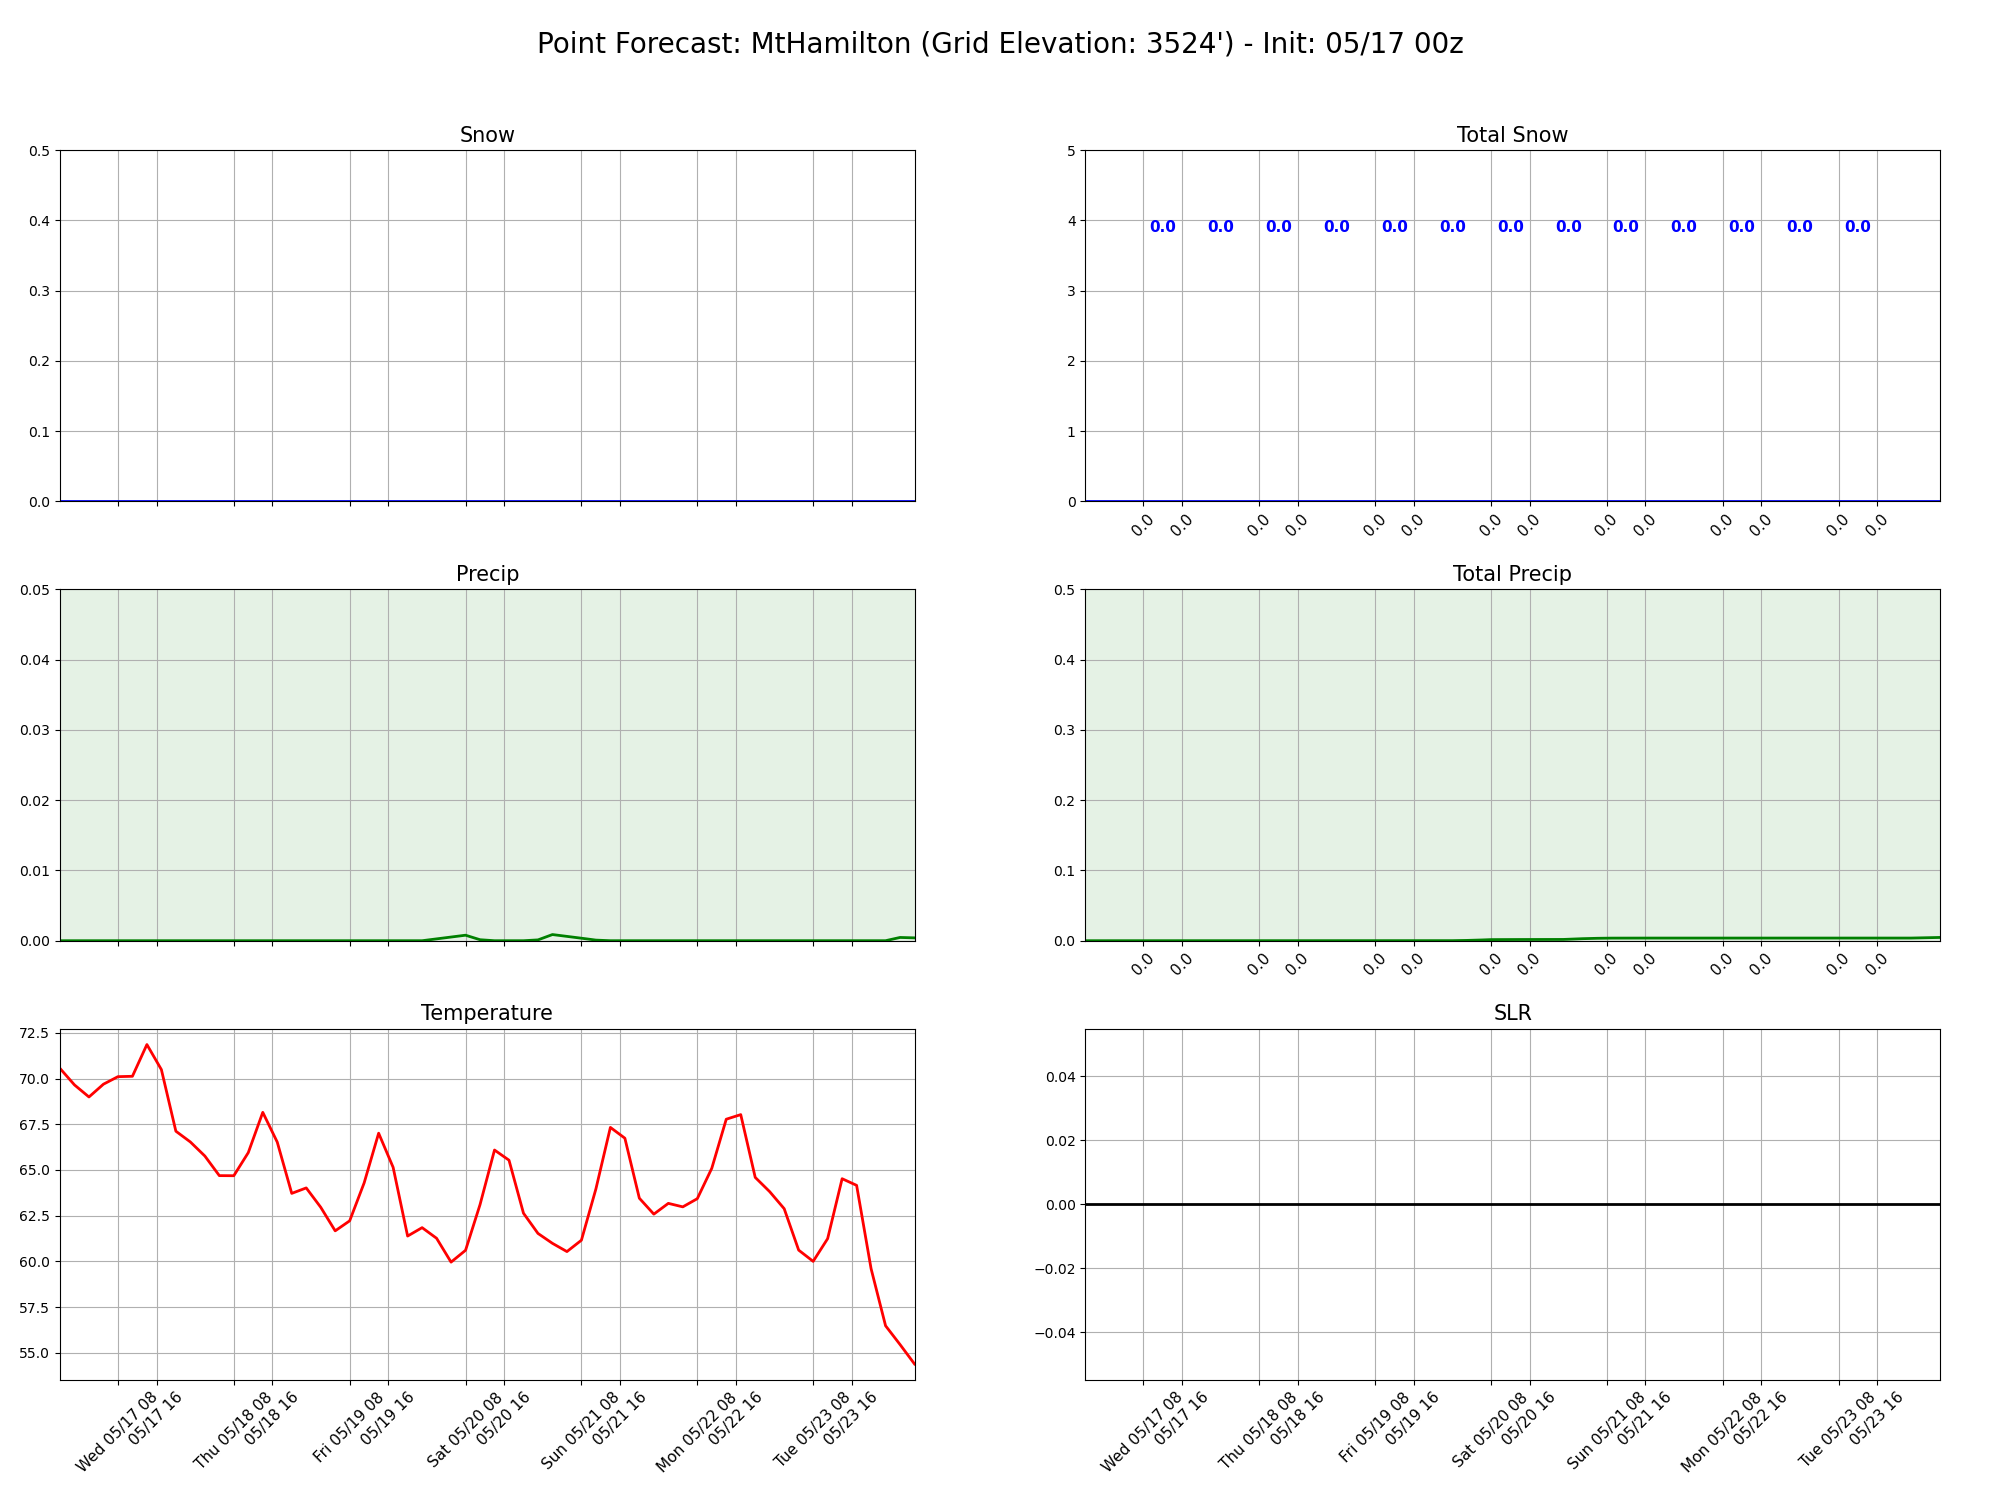 Point Forecast: MtHamilton (Grid Elevation: 3524') - Init: 05/17 00z
Snow
0.5
0.4
0.3
0.2
0.1
0.0
Total Snow
5
4
3
2
1
0
0.0 0.0 0.0 0.0 0.0 0.0 0.0 0.0 0.0 0.0 0.0 0.0 0.0
0.0 0.0 0.0 0.0 0.0 0.0 0.0 0.0 0.0 0.0 0.0 0.0 0.0 0.0
Precip
0.05
0.04
0.03
0.02
0.01
0.00
Total Precip
0.5
0.4
0.3
0.2
0.1
0.0
0.0 0.0 0.0 0.0 0.0 0.0 0.0 0.0 0.0 0.0 0.0 0.0 0.0 0.0
Temperature
72.5
70.0
67.5
65.0
62.5
60.0
57.5
55.0
Wed 05/17 08
05/17 16
Thu 05/18 08
05/18 16
Fri 05/19 08
05/19 16
Sat 05/20 08
05/20 16
Sun 05/21 08
05/21 16
Mon 05/22 08
05/22 16
Tue 05/23 08
05/23 16
SLR
0.04
0.02
0.00
−0.02
−0.04
Wed 05/17 08
05/17 16
Thu 05/18 08
05/18 16
Fri 05/19 08
05/19 16
Sat 05/20 08
05/20 16
Sun 05/21 08
05/21 16
Mon 05/22 08
05/22 16
Tue 05/23 08
05/23 16